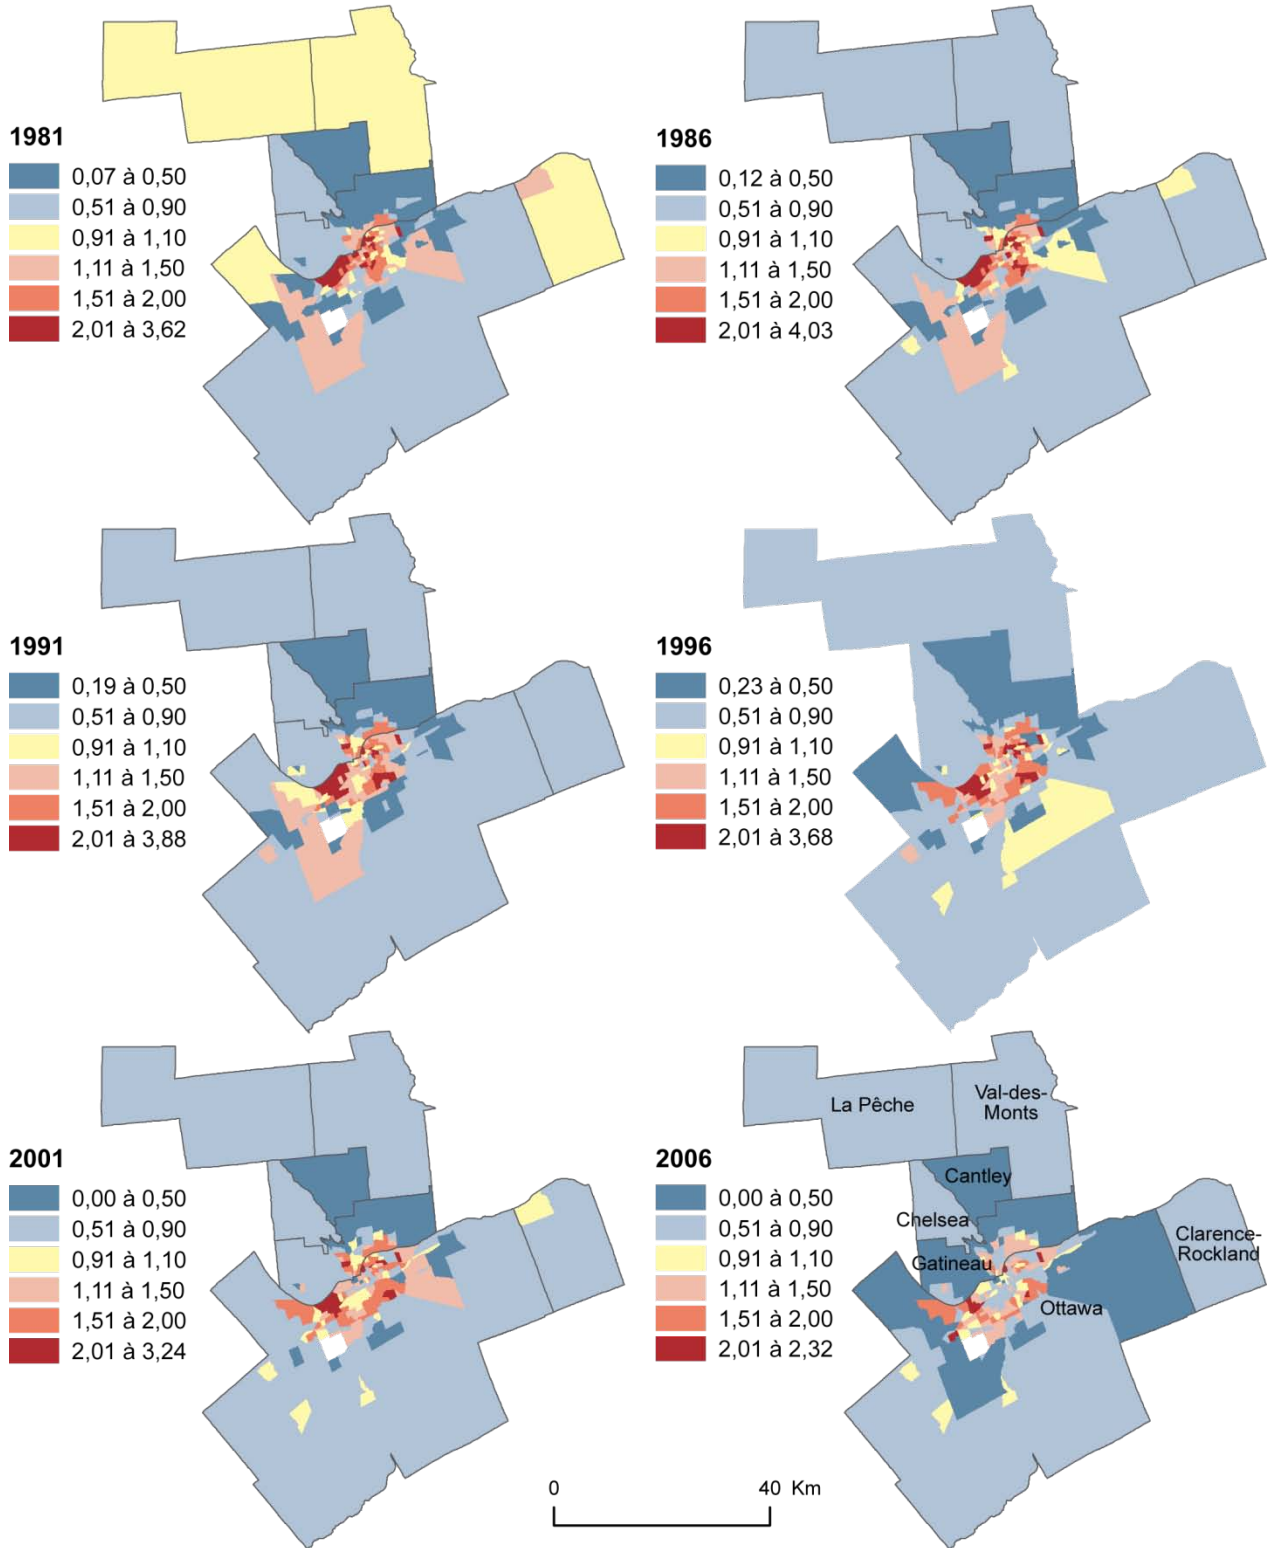 1981
0,07 à 0,50
0,51 à 0,90
0,91 à 1,10
1,11 à 1,50
1,51 à 2,00
2,01 à 3,62
1986
0,12 à 0,50
0,51 à 0,90
0,91 à 1,10
1,11 à 1,50
1,51 à 2,00
2,01 à 4,03
1991
0,19 à 0,50
0,51 à 0,90
0,91 à 1,10
1,11 à 1,50
1,51 à 2,00
2,01 à 3,88
1996
0,23 à 0,50
0,51 à 0,90
0,91 à 1,10
1,11 à 1,50
1,51 à 2,00
2,01 à 3,68
2001
0,00 à 0,50
0,51 à 0,90
0,91 à 1,10
1,11 à 1,50
1,51 à 2,00
2,01 à 3,24
2006
0,00 à 0,50
0,51 à 0,90
0,91 à 1,10
1,11 à 1,50
1,51 à 2,00
2,01 à 2,32
La Pêche
Val-des-
Monts
Cantley
Chelsea
Gatineau
Clarence-
Rockland
Ottawa
0 40 Km